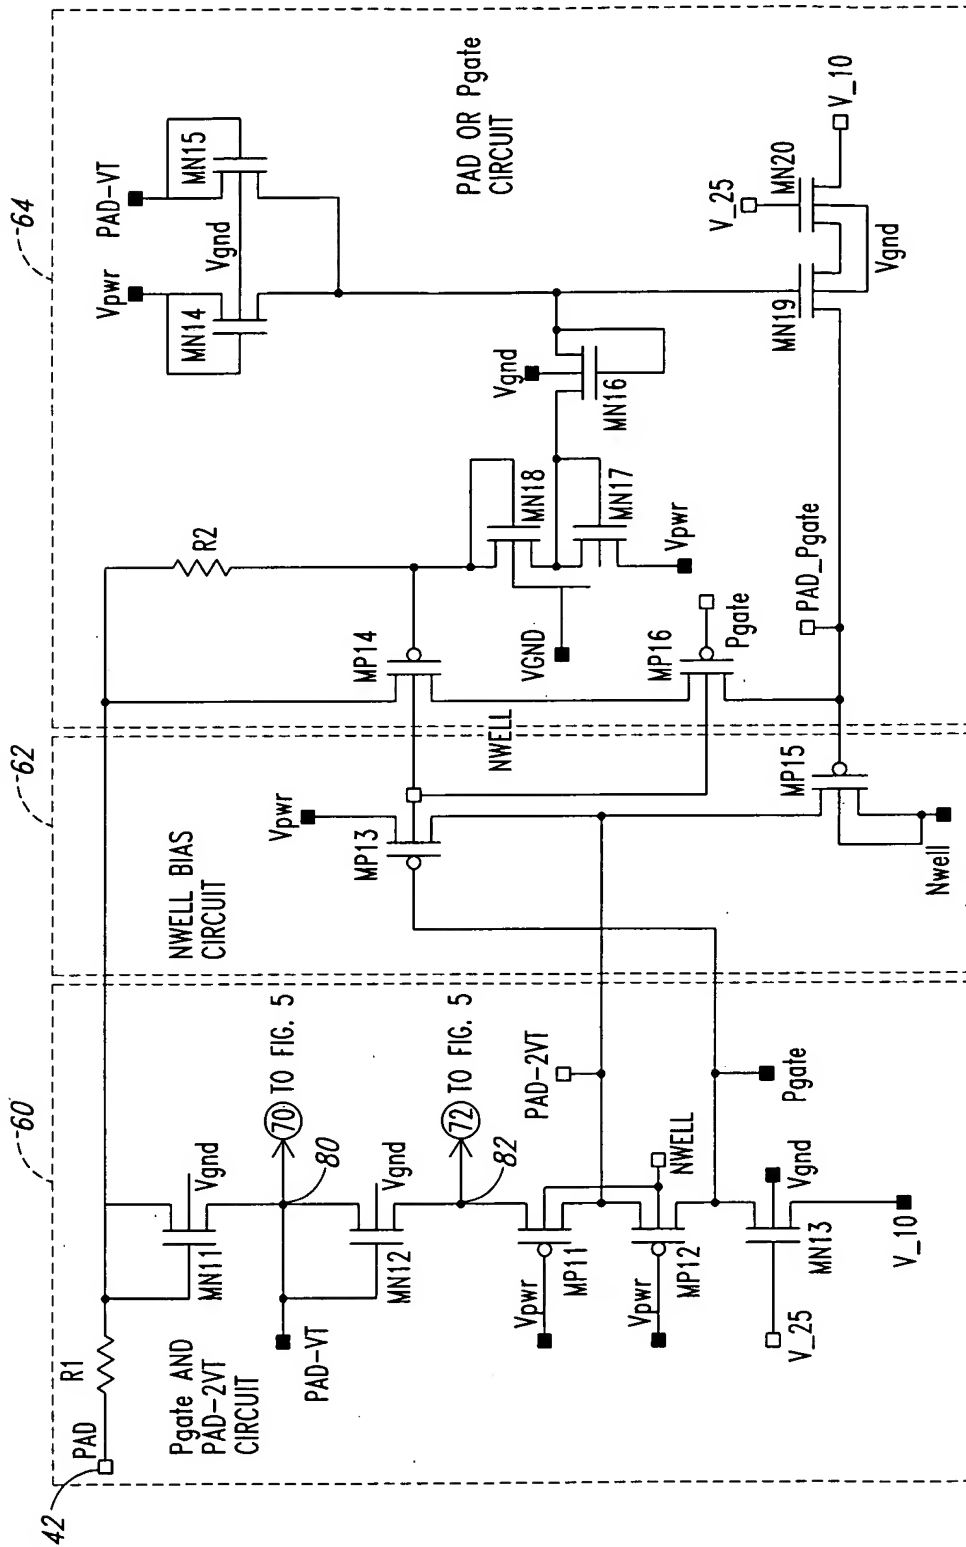 60
62
64
42
PAD
R1
Pgate AND
PAD-2VT
CIRCUIT
MN11
Vgnd
70 TO FIG. 5
80
PAD-VT
MN12
Vgnd
72 TO FIG. 5
82
Vpwr
MP11
PAD-2VT
NWELL
Vpwr
MP12
Pgate
V_25
MN13
Vgnd
V_10
NWELL BIAS
CIRCUIT
Vpwr
MP13
NWELL
MP15
Nwell
R2
MP14
MN18
MN17
Vpwr
VGND
MP16
Pgate
PAD_Pgate
Vpwr
PAD-VT
MN14
Vgnd
MN15
Vgnd
MN16
PAD OR Pgate
CIRCUIT
V_25
MN19
MN20
Vgnd
V_10